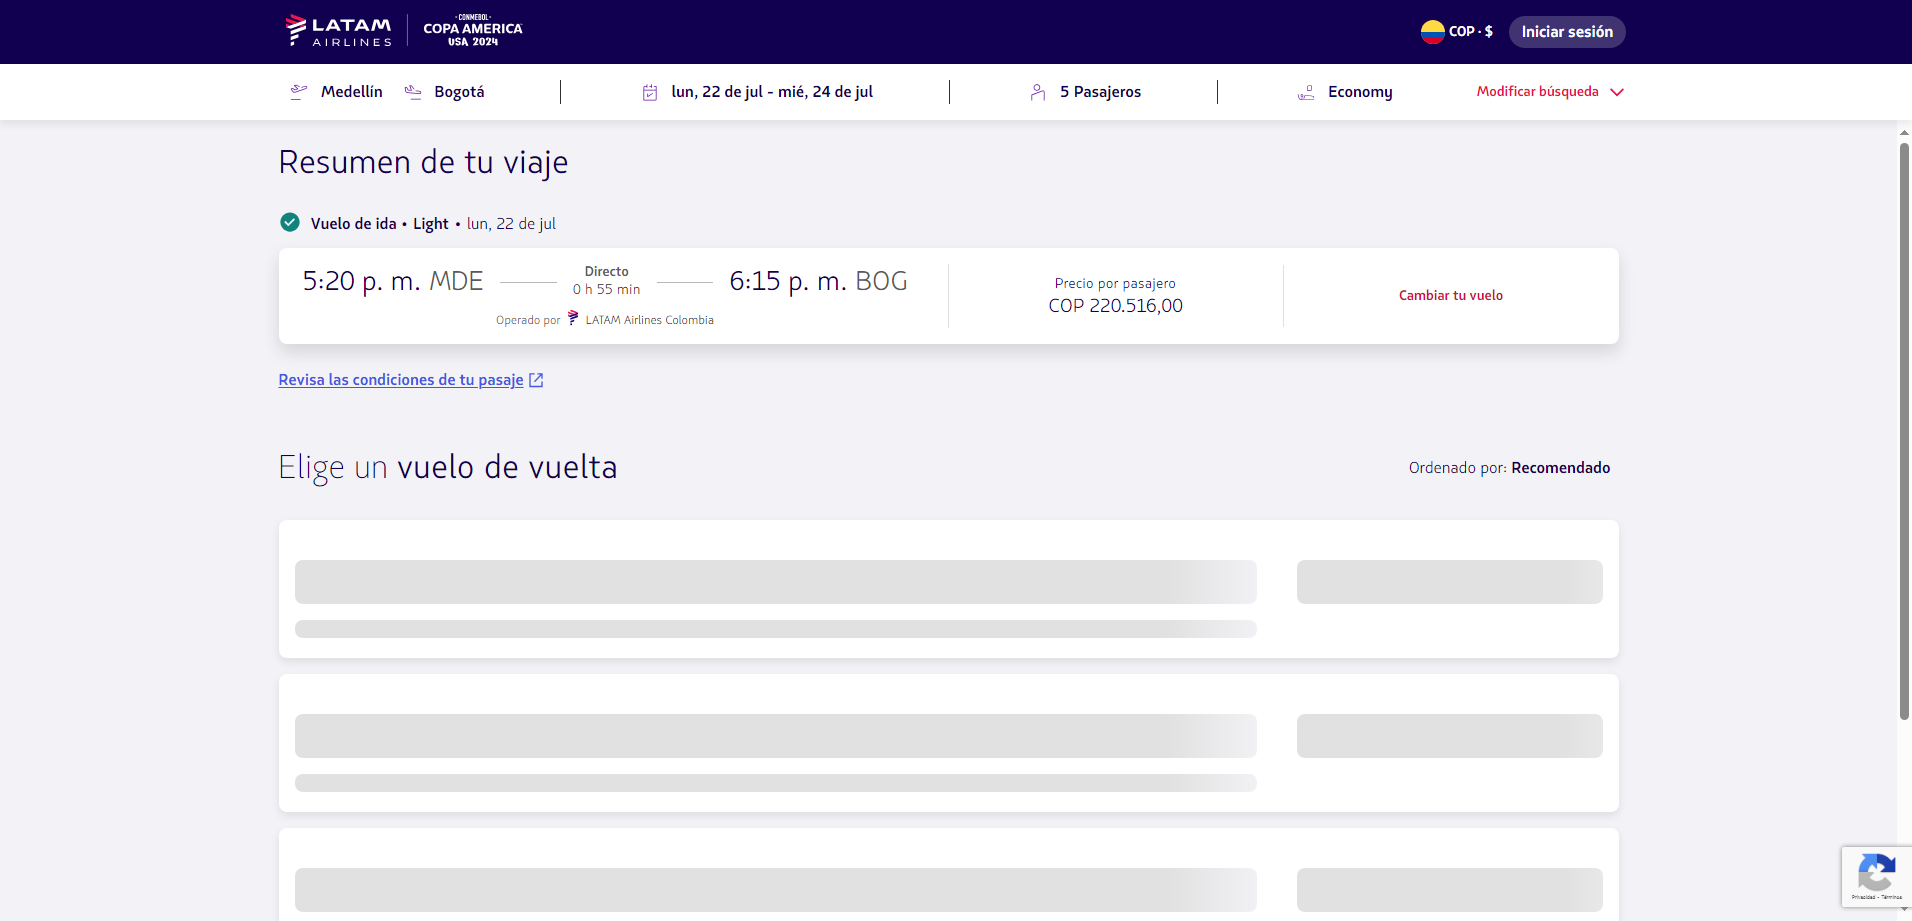 LATAM
AIRLINES
·CONMEBOL·
COPA AMERICA
USA 2024
COP · $
Iniciar sesión
Medellín
Bogotá
lun, 22 de jul - mié, 24 de jul
5 Pasajeros
Economy
Modificar búsqueda
Resumen de tu viaje
Vuelo de ida • Light • lun, 22 de jul
5:20 p. m. MDE
Directo
0 h 55 min
6:15 p. m. BOG
Operado por LATAM Airlines Colombia
Precio por pasajero
COP 220.516,00
Cambiar tu vuelo
Revisa las condiciones de tu pasaje
Elige un vuelo de vuelta
Ordenado por: Recomendado
Privacidad - Términos